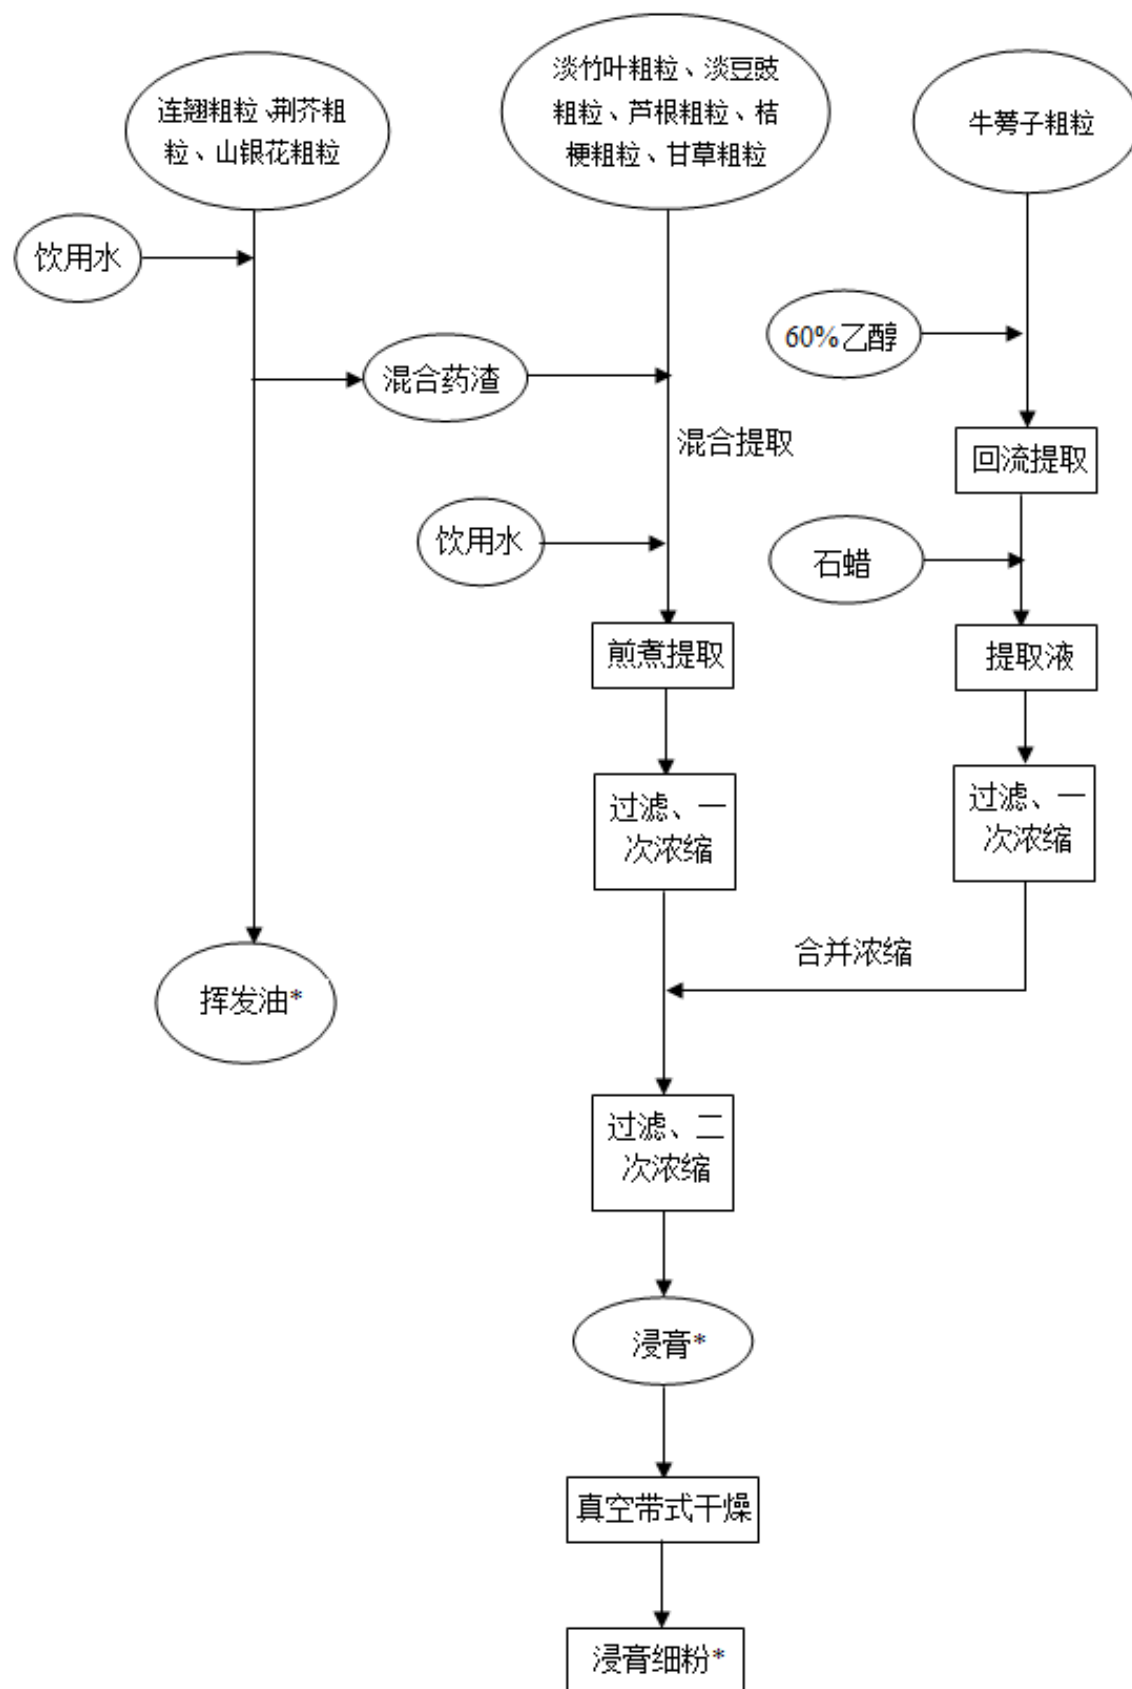 连翘粗粒、荆芥粗
粒、山银花粗粒
淡竹叶粗粒、淡豆豉
粗粒、芦根粗粒、桔
梗粗粒、甘草粗粒
牛蒡子粗粒
饮用水
60%乙醇
混合药渣
混合提取
回流提取
饮用水
石蜡
煎煮提取
提取液
过滤、一
次浓缩
过滤、一
次浓缩
合并浓缩
挥发油*
过滤、二
次浓缩
浸膏*
真空带式干燥
浸膏细粉*